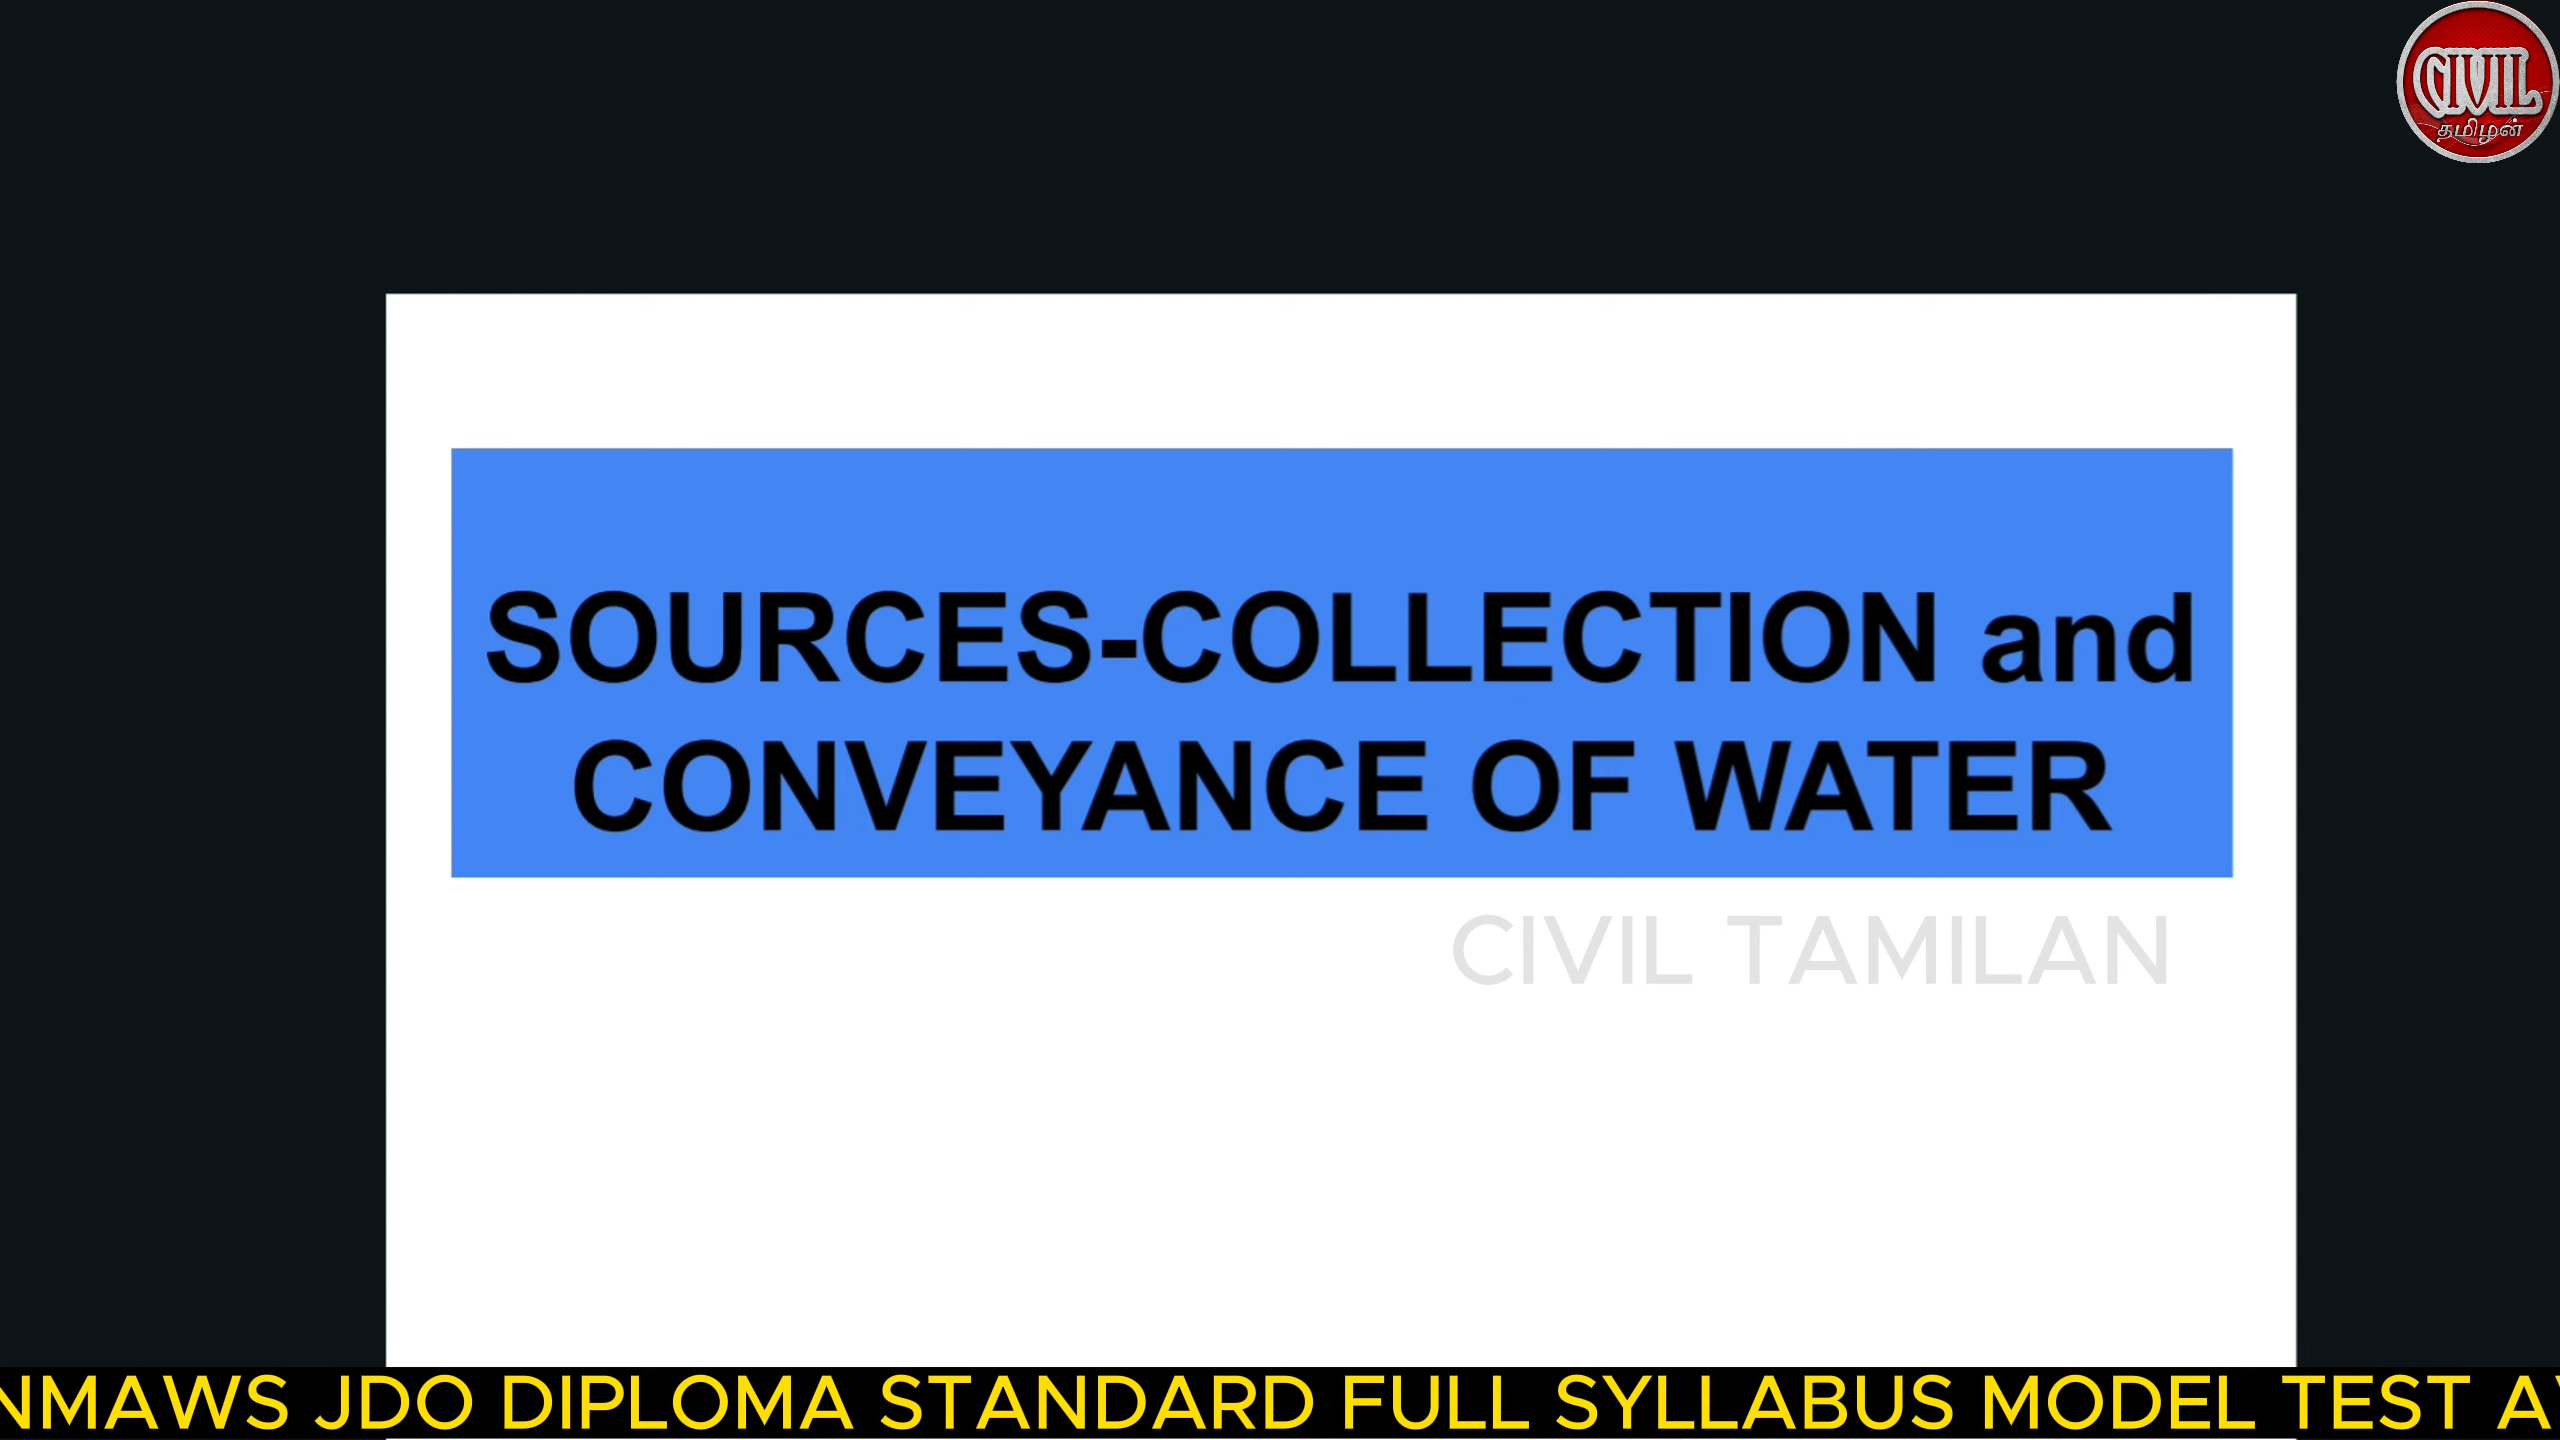 CIVIL
தமிழன்
SOURCES-COLLECTION and
CONVEYANCE OF WATER
CIVIL TAMILAN
NMAWS JDO DIPLOMA STANDARD FULL SYLLABUS MODEL TEST